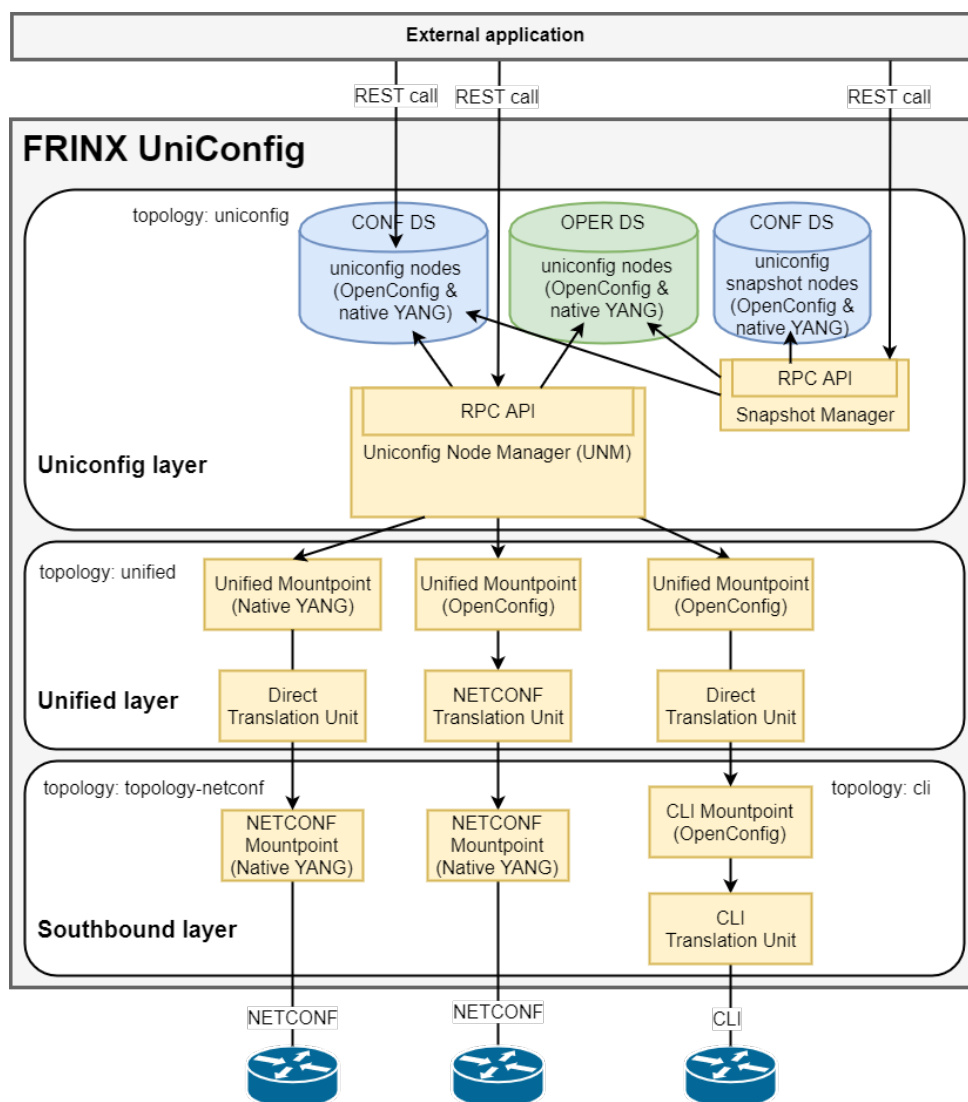 External application
REST call
REST call
REST call
FRINX UniConfig
topology: uniconfig
CONF DS
uniconfig nodes
(OpenConfig &
native YANG)
OPER DS
uniconfig nodes
(OpenConfig &
native YANG)
CONF DS
uniconfig
snapshot nodes
(OpenConfig &
native YANG)
RPC API
Snapshot Manager
RPC API
Uniconfig Node Manager (UNM)
Uniconfig layer
topology: unified
Unified Mountpoint
(Native YANG)
Unified Mountpoint
(OpenConfig)
Unified Mountpoint
(OpenConfig)
Unified layer
Direct
Translation Unit
NETCONF
Translation Unit
Direct
Translation Unit
topology: topology-netconf
topology: cli
NETCONF
Mountpoint
(Native YANG)
NETCONF
Mountpoint
(Native YANG)
CLI Mountpoint
(OpenConfig)
CLI
Translation Unit
Southbound layer
NETCONF
NETCONF
CLI